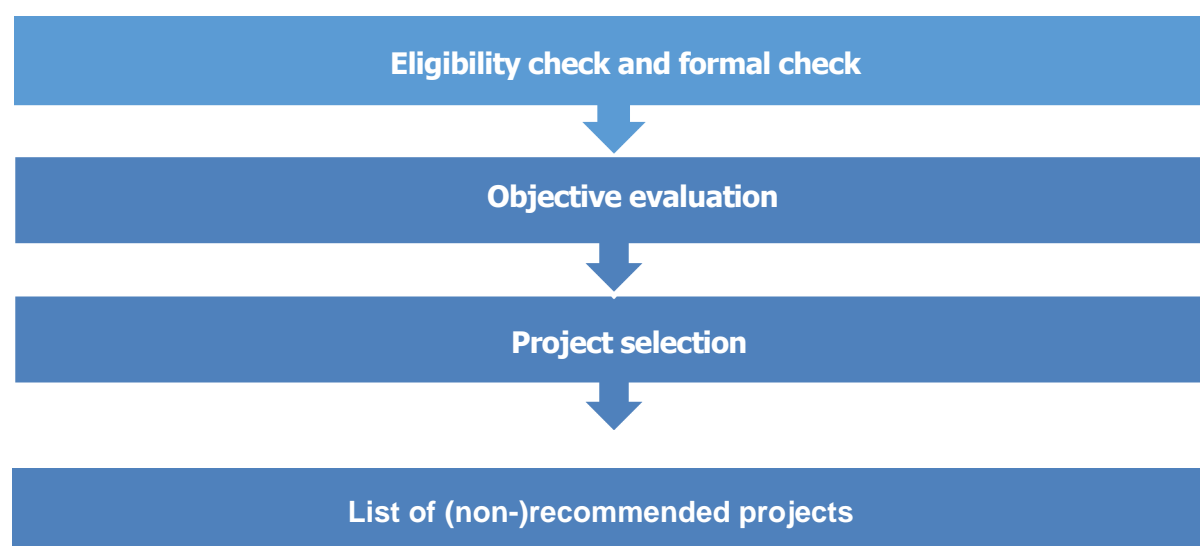 Eligibility check and formal check
Objective evaluation
Project selection
List of (non-)recommended projects